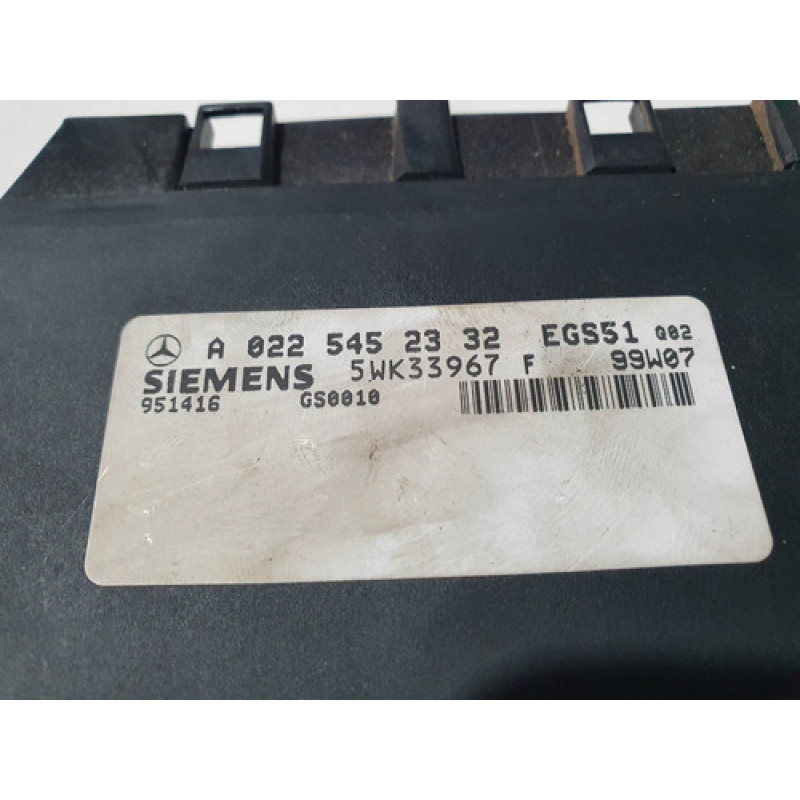 A 022 545 23 32 EGS51 Q02
SIEMENS 5WK33967 F 99W07
951416 GS0010